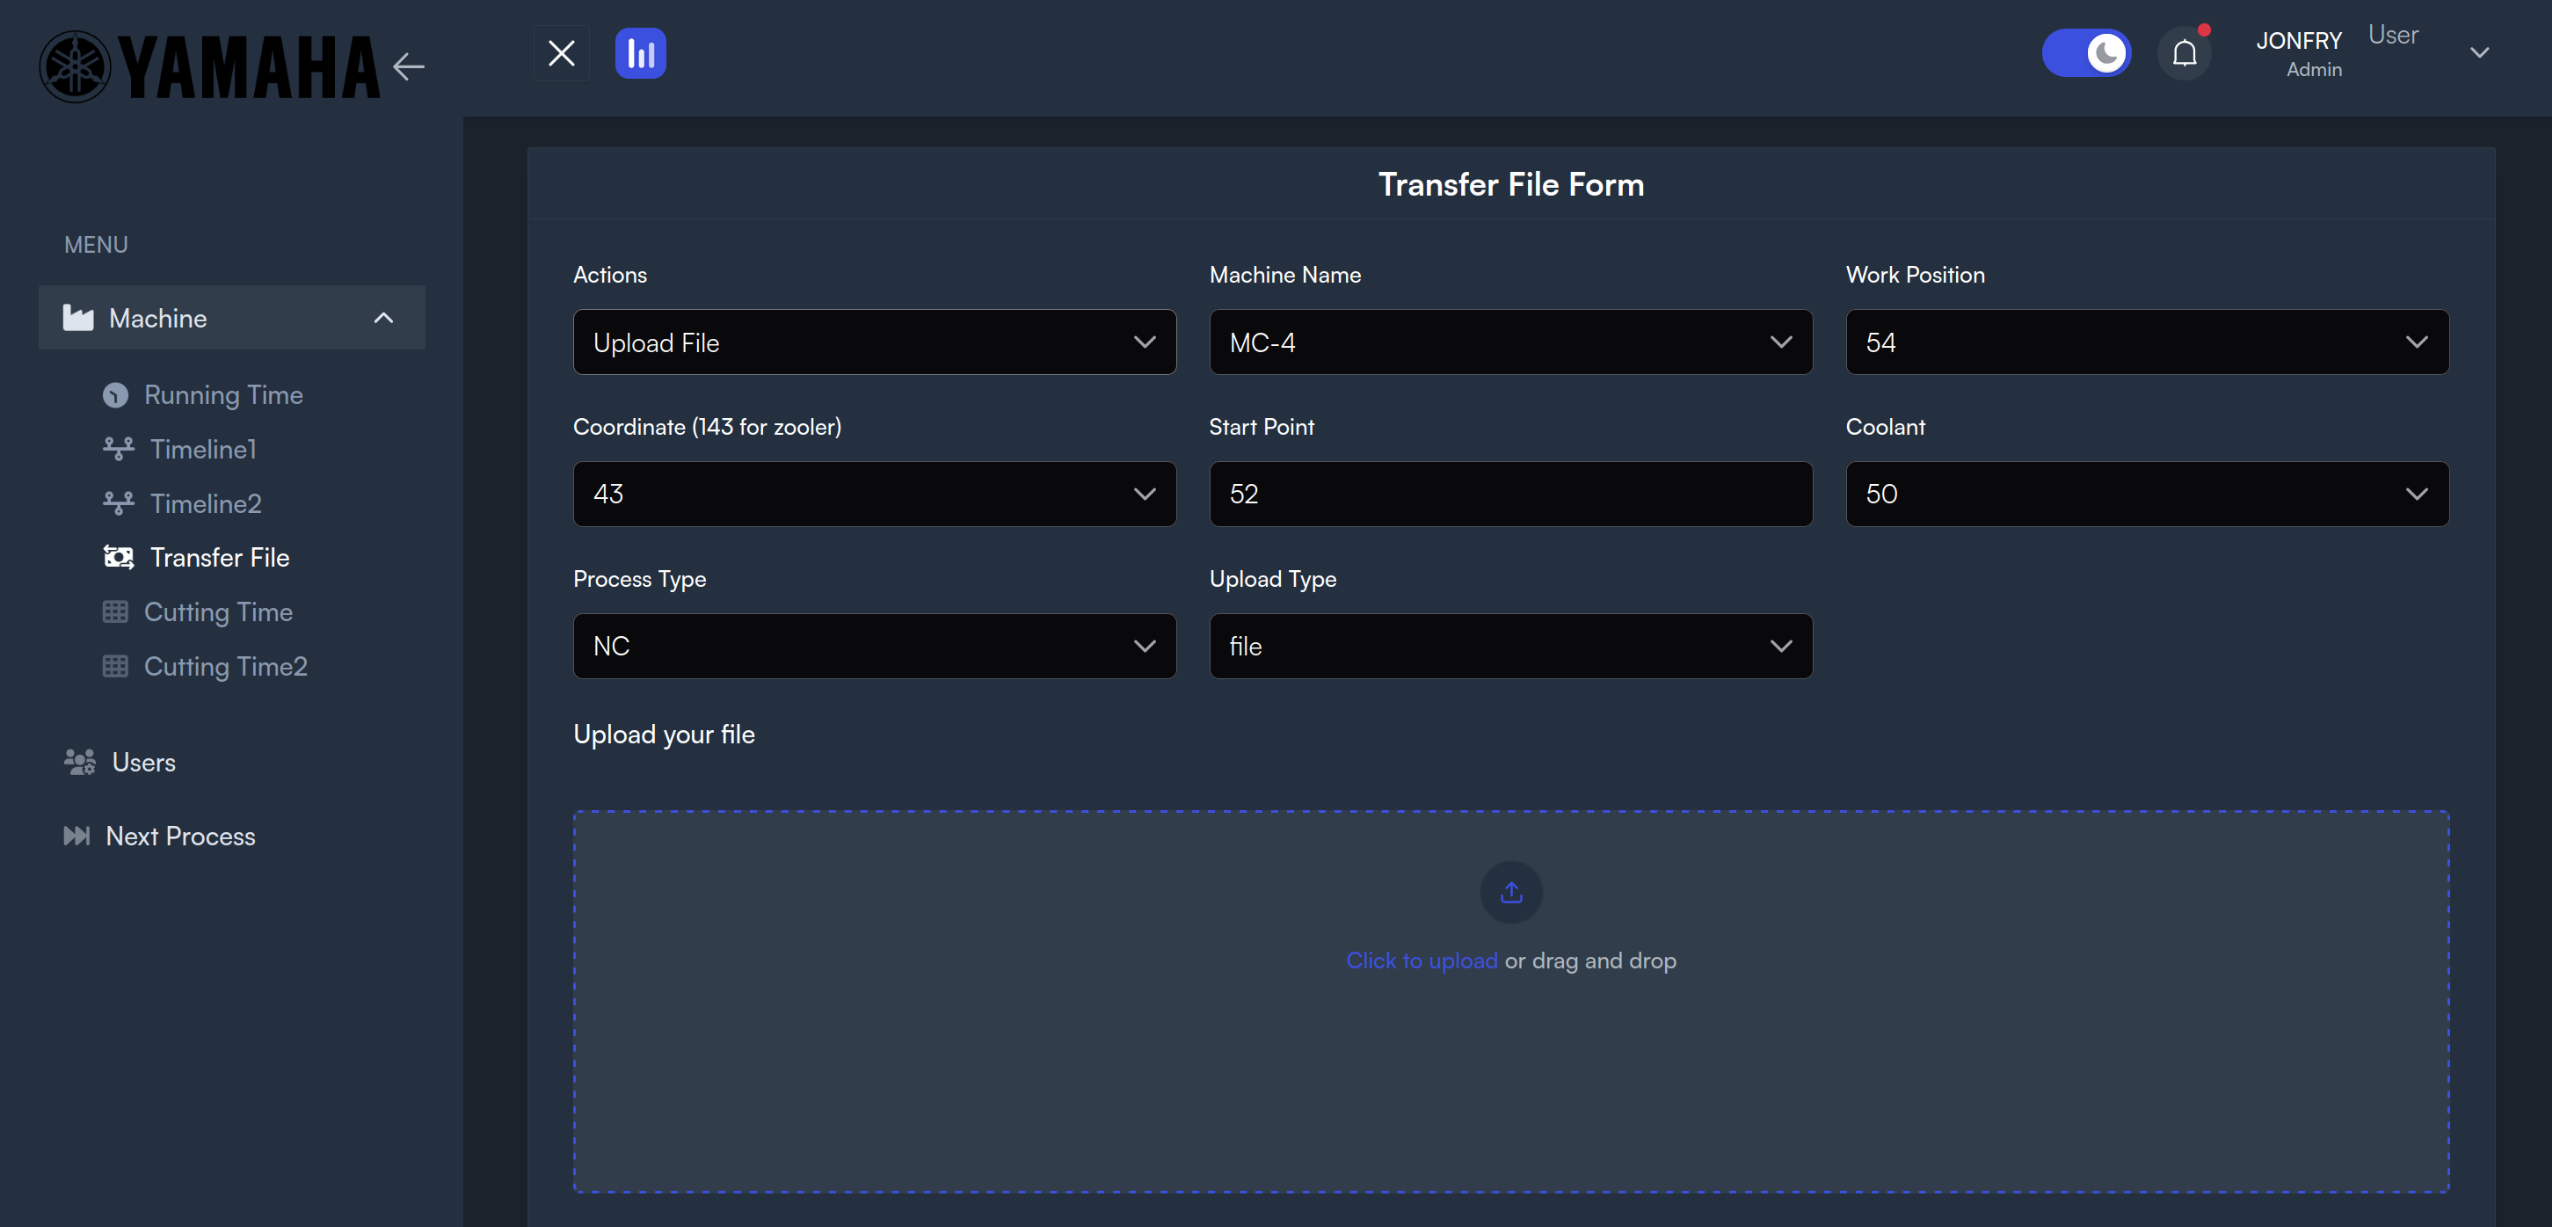 YAMAHA
JONFRY
Admin
User
MENU
Machine
Running Time
Timeline1
Timeline2
Transfer File
Cutting Time
Cutting Time2
Users
Next Process
Transfer File Form
Actions
Upload File
Machine Name
MC-4
Work Position
54
Coordinate (143 for zooler)
43
Start Point
52
Coolant
50
Process Type
NC
Upload Type
file
Upload your file
Click to upload or drag and drop